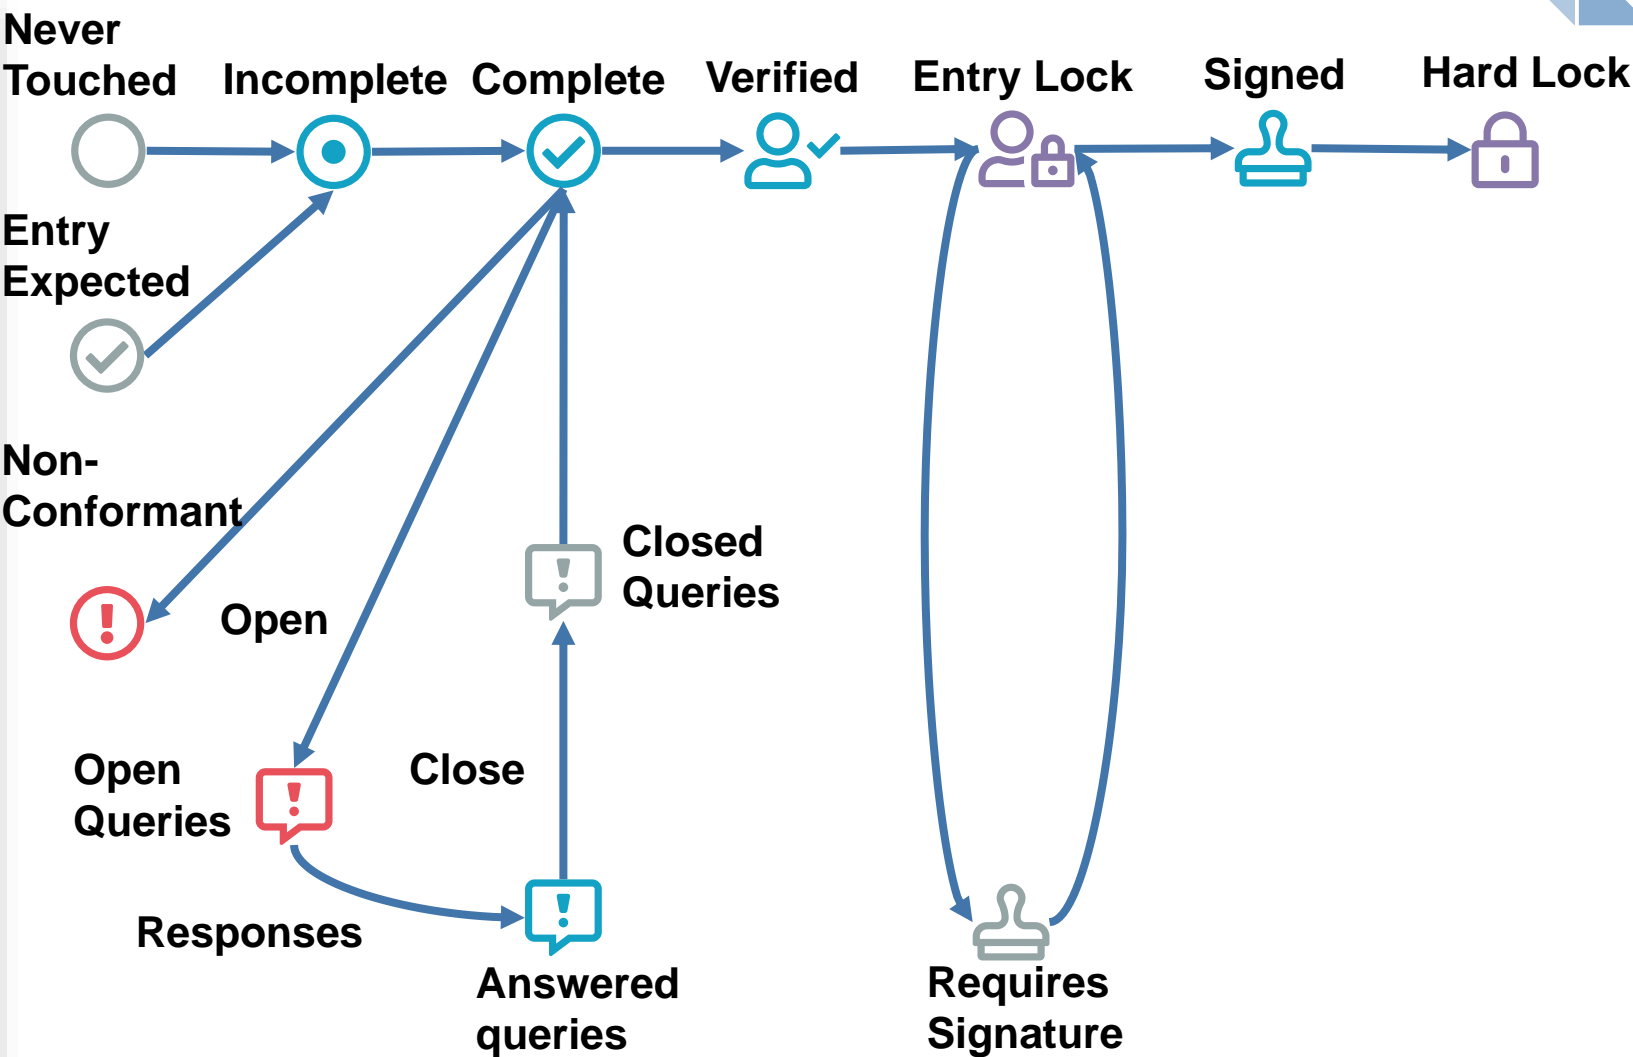 Never
Touched
Incomplete
Complete
Verified
Entry Lock
Signed
Hard Lock
Entry
Expected
Non-
Conformant
Closed
Queries
Open
Open
Queries
Close
Responses
Answered
queries
Requires
Signature